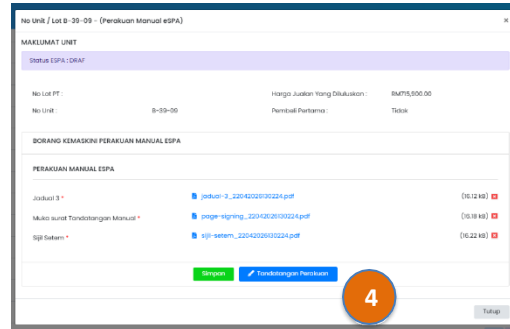 No Unit / Lot B-39-09 - (Perakuan Manual eSPA)
×
MAKLUMAT UNIT
Status ESPA : DRAF
No Lot PT :
Harga Jualan Yang Diluluskan :
RM715,900.00
No Unit :
B-39-09
Pembeli Pertama :
Tidak
BORANG KEMASKINI PERAKUAN MANUAL ESPA
PERAKUAN MANUAL ESPA
Jadual 3 *
jadual-3_22042026130224.pdf
(16.12 kB)
Muka surat Tandatangan Manual *
page-signing_22042026130224.pdf
(16.18 kB)
Sijil Setem *
sijil-setem_22042026130224.pdf
(16.22 kB)
Simpan
Tandatangan Perakuan
4
Tutup